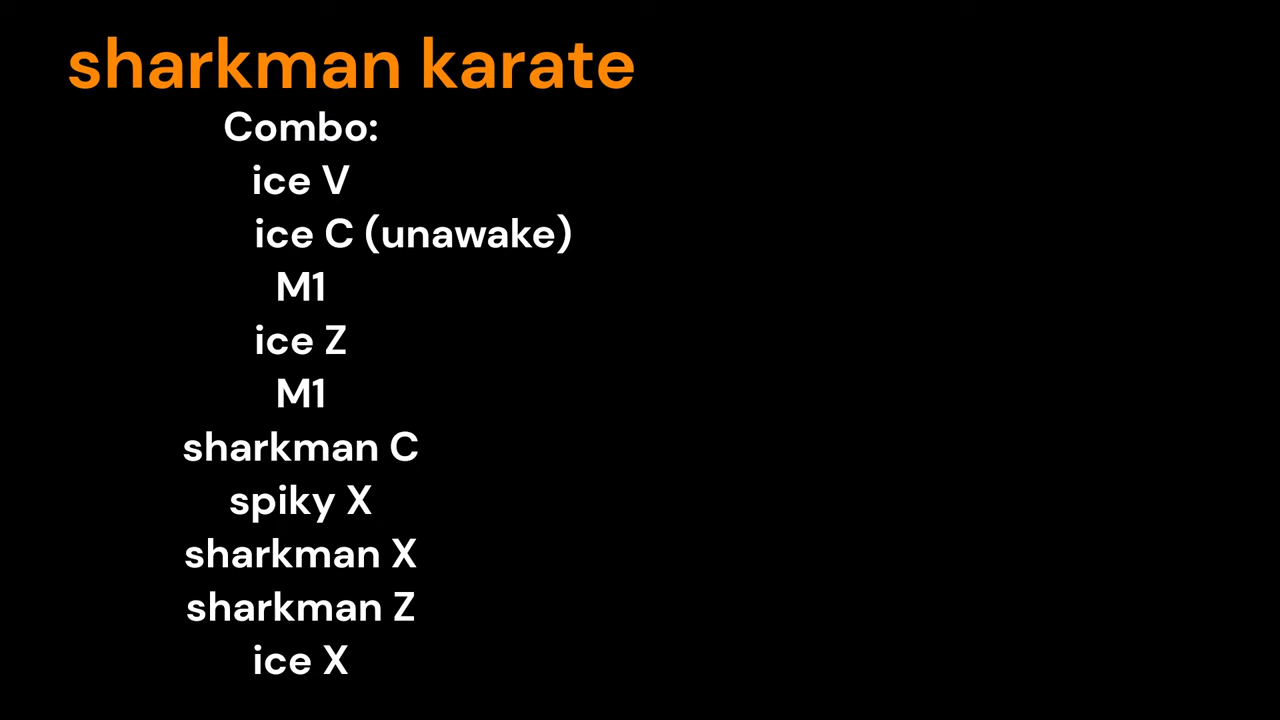 sharkman karate
Combo:
ice V
ice C (unawake)
M1
ice Z
M1
sharkman C
spiky X
sharkman X
sharkman Z
ice X